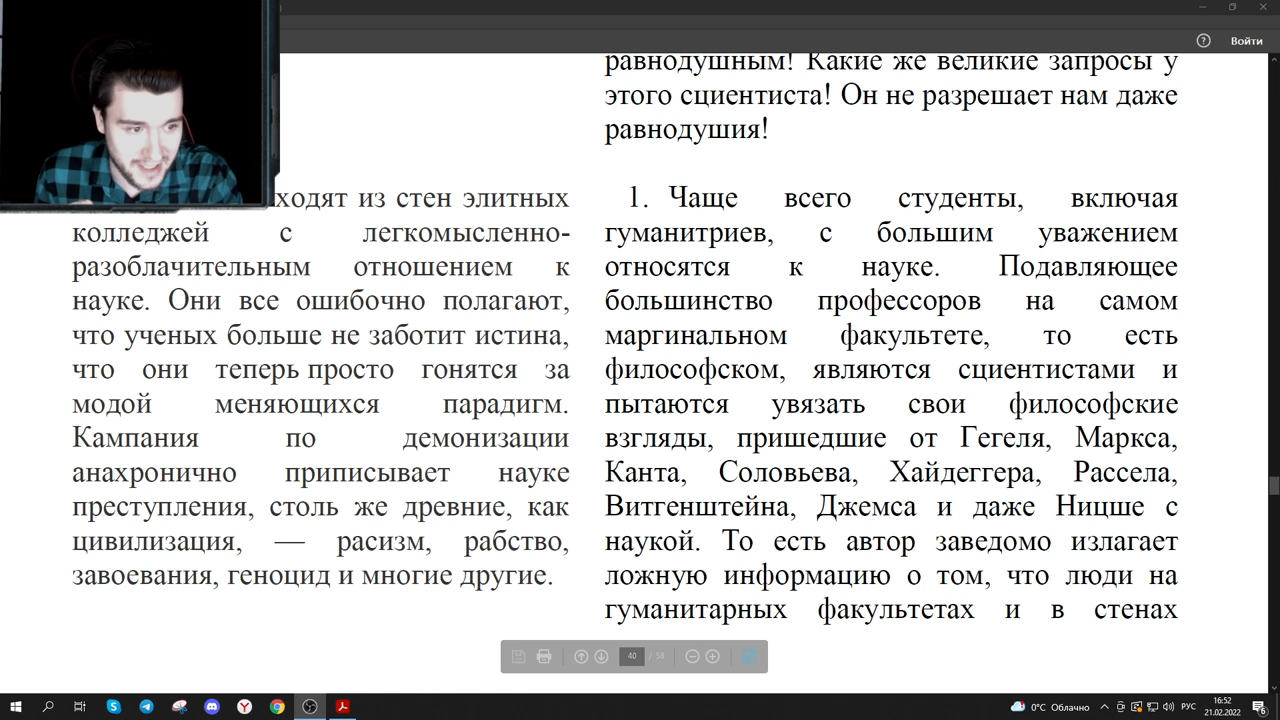 Войти
равнодушным! Какие же великие запросы у
этого сциентиста! Он не разрешает нам даже
равнодушия!
из стен элитных
колледжей с легкомысленно-
разоблачительным отношением к
науке. Они все ошибочно полагают,
что ученых больше не заботит истина,
что они теперь просто гонятся за
модой меняющихся парадигм.
Кампания по демонизации
анахронично приписывает науке
преступления, столь же древние, как
цивилизация, — расизм, рабство,
завоевания, геноцид и многие другие.
1. Чаще всего студенты, включая
гуманитриев, с большим уважением
относятся к науке. Подавляющее
большинство профессоров на самом
маргинальном факультете, то есть
философском, являются сциентистами и
пытаются увязать свои философские
взгляды, пришедшие от Гегеля, Маркса,
Канта, Соловьева, Хайдеггера, Рассела,
Витгенштейна, Джемса и даже Ницше с
наукой. То есть автор заведомо излагает
ложную информацию о том, что люди на
гуманитарных факультетах и в стенах
40 / 58
0°C Облачно
РУС
16:52
21.02.2022
6